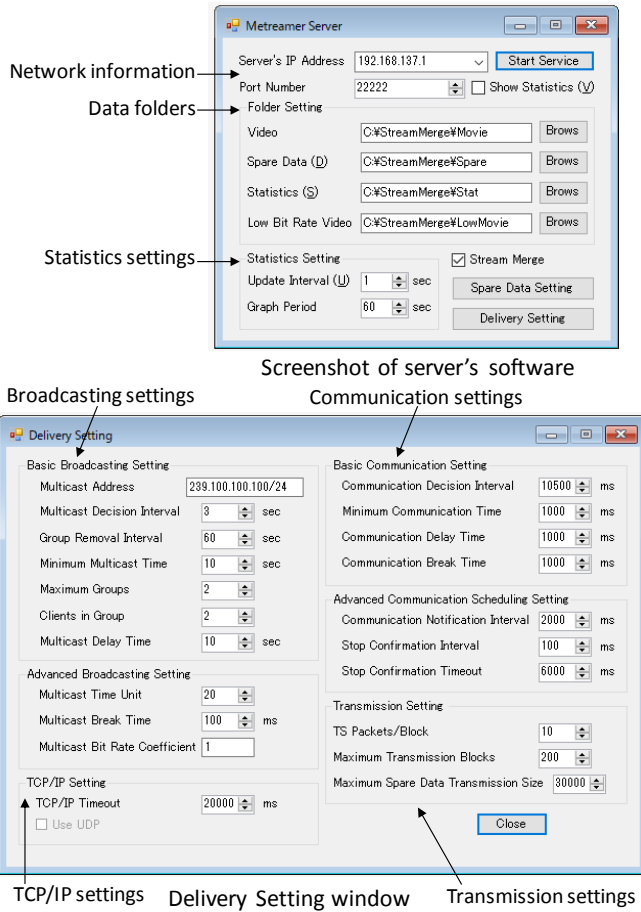 Metreamer Server
Server's IP Address 192.168.137.1 Start Service
Network information
Port Number 22222 Show Statistics (V)
Data folders
Folder Setting
Video C:¥StreamMerge¥Movie Brows
Spare Data (D) C:¥StreamMerge¥Spare Brows
Statistics (S) C:¥StreamMerge¥Stat Brows
Low Bit Rate Video C:¥StreamMerge¥LowMovie Brows
Statistics settings
Statistics Setting Stream Merge
Update Interval (U) 1 sec Spare Data Setting
Graph Period 60 sec
Delivery Setting
Screenshot of server's software
Broadcasting settings Communication settings
Delivery Setting
Basic Broadcasting Setting
Multicast Address 239.100.100.100/24
Multicast Decision Interval 3 sec
Group Removal Interval 60 sec
Minimum Multicast Time 10 sec
Maximum Groups 2
Clients in Group 2
Multicast Delay Time 10 sec
Advanced Broadcasting Setting
Multicast Time Unit 20
Multicast Break Time 100 ms
Multicast Bit Rate Coefficient 1
TCP/IP Setting
TCP/IP Timeout 20000 ms
Use UDP
Basic Communication Setting
Communication Decision Interval 10500 ms
Minimum Communication Time 1000 ms
Communication Delay Time 1000 ms
Communication Break Time 1000 ms
Advanced Communication Scheduling Setting
Communication Notification Interval 2000 ms
Stop Confirmation Interval 100 ms
Stop Confirmation Timeout 6000 ms
Transmission Setting
TS Packets/Block 10
Maximum Transmission Blocks 200
Maximum Spare Data Transmission Size 30000
Close
TCP/IP settings Delivery Setting window Transmission settings